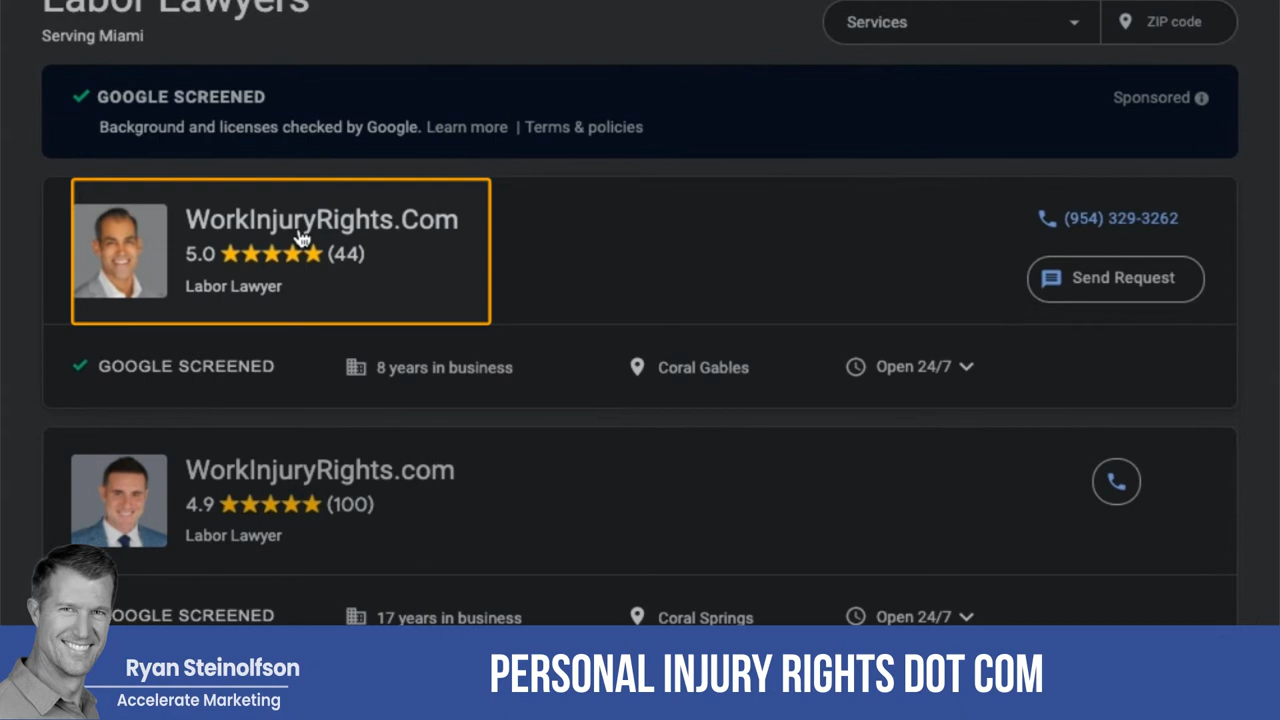 Labor Lawyers
Serving Miami
Services
ZIP code
GOOGLE SCREENED
Sponsored
Background and licenses checked by Google. Learn more | Terms & policies
WorkInjuryRights.Com
5.0 (44)
Labor Lawyer
(954) 329-3262
Send Request
GOOGLE SCREENED
8 years in business
Coral Gables
Open 24/7
WorkInjuryRights.com
4.9 (100)
Labor Lawyer
OOGLE SCREENED
17 years in business
Coral Springs
Open 24/7
Ryan Steinolfson
Accelerate Marketing
PERSONAL INJURY RIGHTS DOT COM